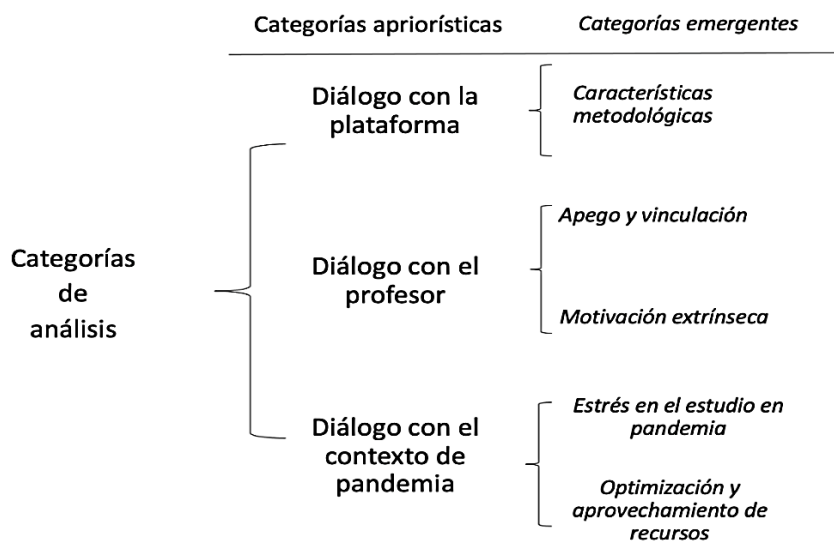 Categorías apriorísticas
Categorías emergentes
Diálogo con la
plataforma
Características
metodológicas
Categorías
de
análisis
Diálogo con el
profesor
Apego y vinculación
Motivación extrínseca
Diálogo con el
contexto de
pandemia
Estrés en el estudio en
pandemia
Optimización y
aprovechamiento de
recursos